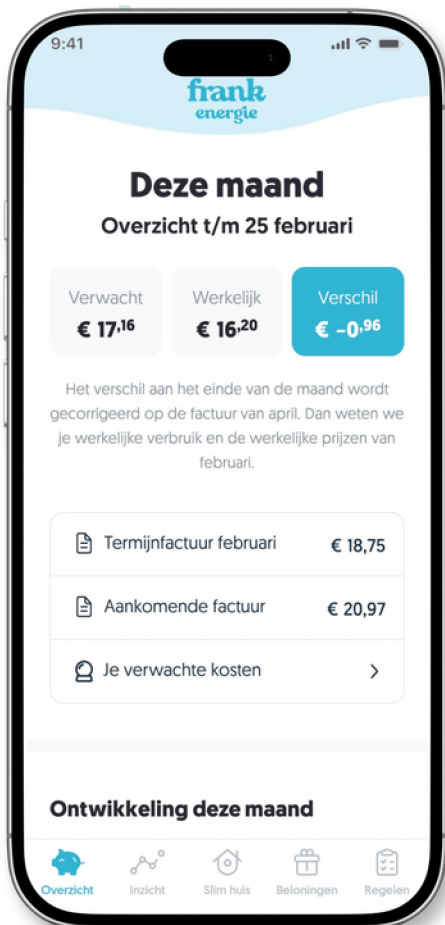 9:41
frank
energie
Deze maand
Overzicht t/m 25 februari
Verwacht
€ 17,16
Werkelijk
€ 16,20
Verschil
€ -0,96
Het verschil aan het einde van de maand wordt
gecorrigeerd op de factuur van april. Dan weten we
je werkelijke verbruik en de werkelijke prijzen van
februari.
Termijnfactuur februari
€ 18,75
Aankomende factuur
€ 20,97
Je verwachte kosten
Ontwikkeling deze maand
Overzicht
Inzicht
Slim huis
Beloningen
Regelen